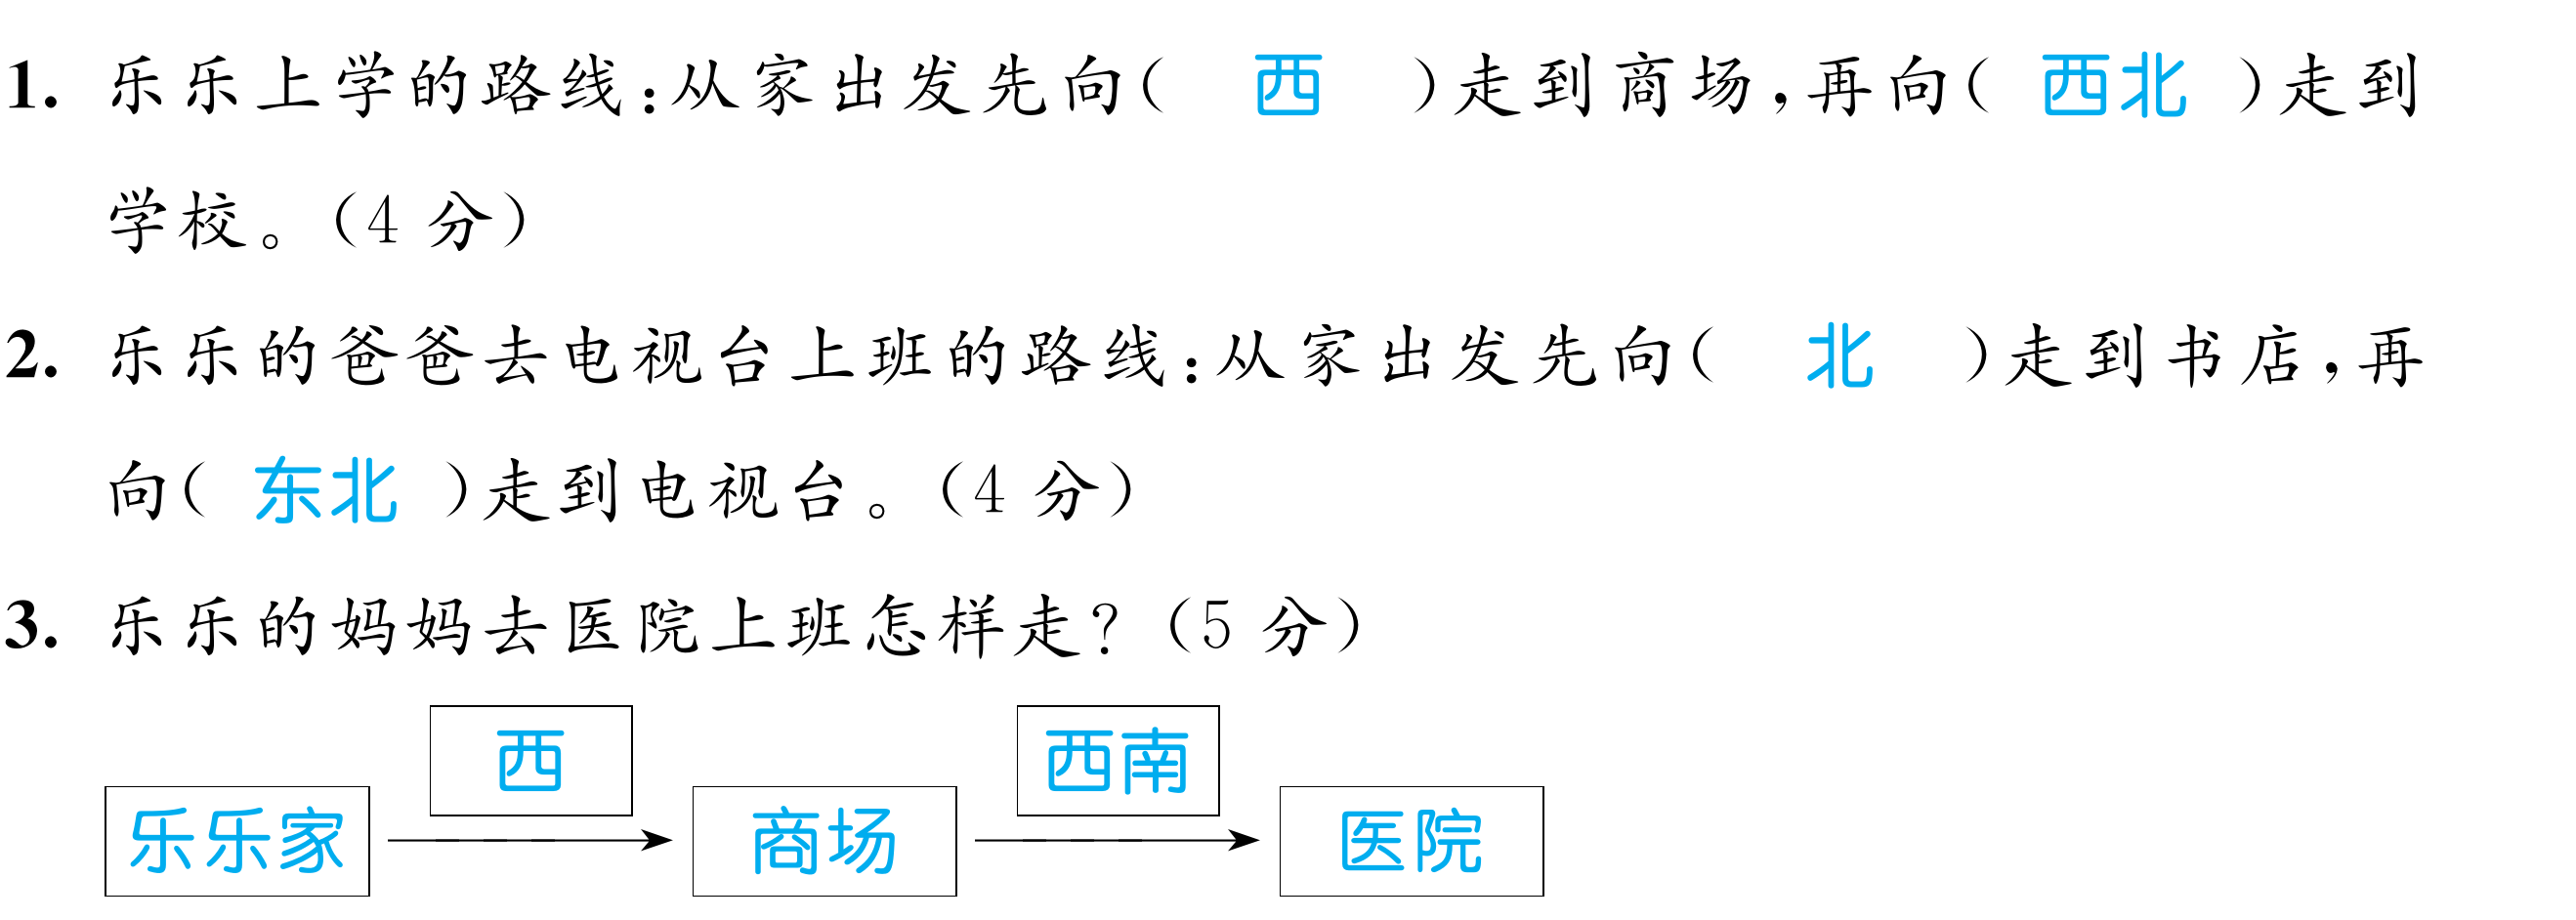 1. 乐乐上学的路线:从家出发先向( 西 )走到商场,再向( 西北 )走到
学校。(4 分)
2. 乐乐的爸爸去电视台上班的路线:从家出发先向( 北 )走到书店,再
向( 东北 )走到电视台。(4 分)
3. 乐乐的妈妈去医院上班怎样走?(5 分)
西 西南
乐乐家 商场 医院